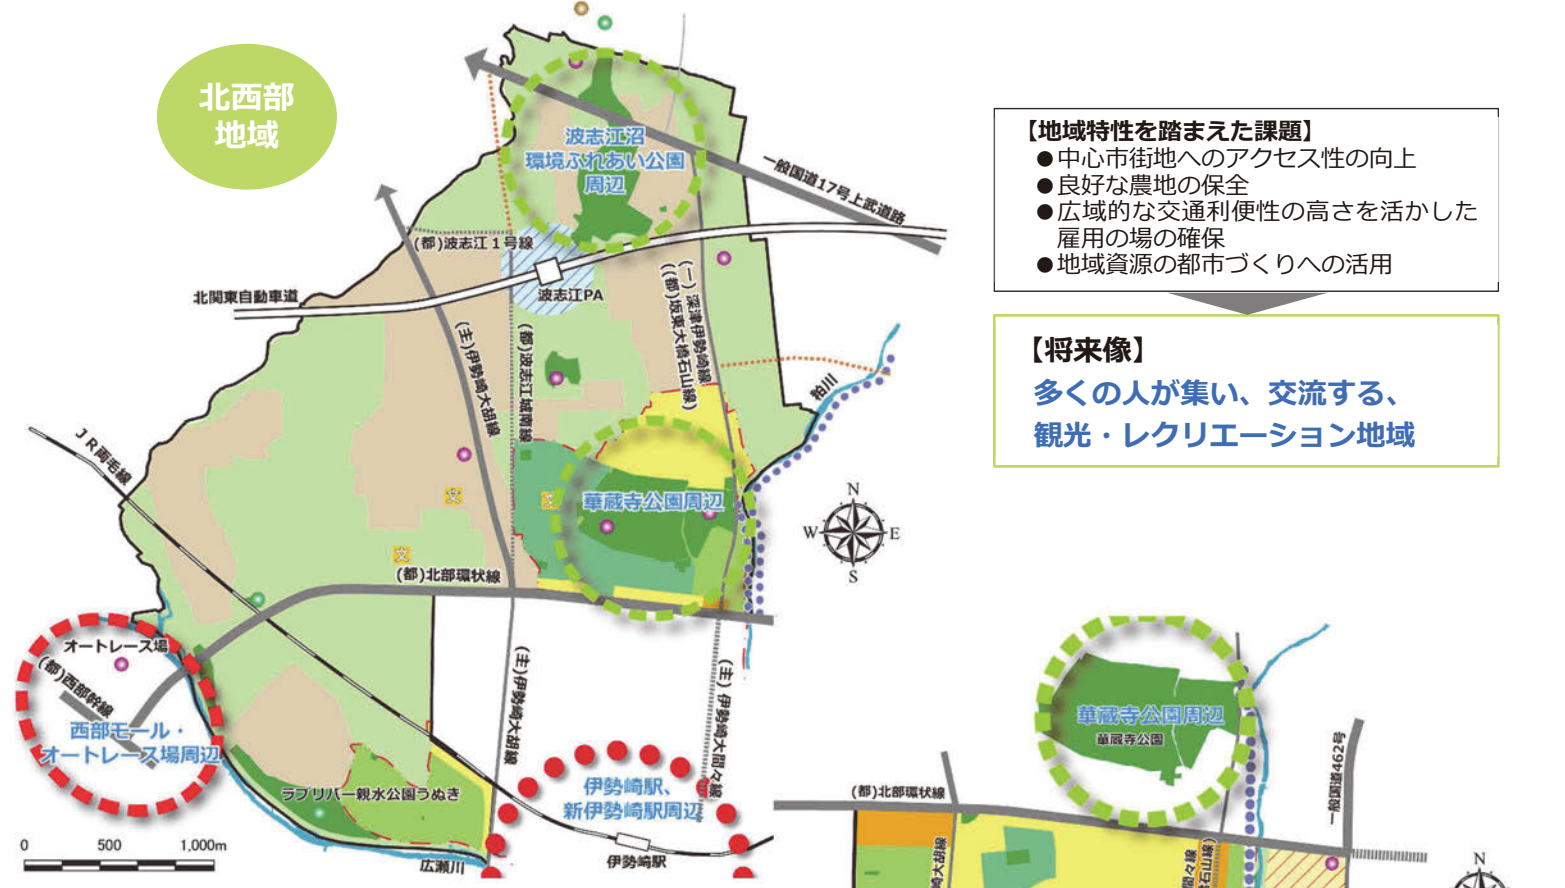 北西部
地域
波志江沼
環境ふれあい公園
周辺
一般国道17号上武道路
(都)波志江１号線
北関東自動車道
波志江PA
(一)深津伊勢崎線
((都)坂東大橋石山線)
(主)伊勢崎大胡線
(都)波志江城南線
粕川
ＪＲ両毛線
文
文
華蔵寺公園周辺
N
W
E
S
(都)北部環状線
オートレース場
(都)西部幹線
西部モール・
オートレース場周辺
(主)伊勢崎大胡線
(主)伊勢崎大間々線
ラブリバー親水公園うぬき
伊勢崎駅、
新伊勢崎駅周辺
伊勢崎駅
広瀬川
0 500 1,000m
【地域特性を踏まえた課題】
●中心市街地へのアクセス性の向上
●良好な農地の保全
●広域的な交通利便性の高さを活かした
雇用の場の確保
●地域資源の都市づくりへの活用
【将来像】
多くの人が集い、交流する、
観光・レクリエーション地域
華蔵寺公園周辺
華蔵寺公園
(都)北部環状線
一般国道462号
崎大胡線
間々線
石山線)
N